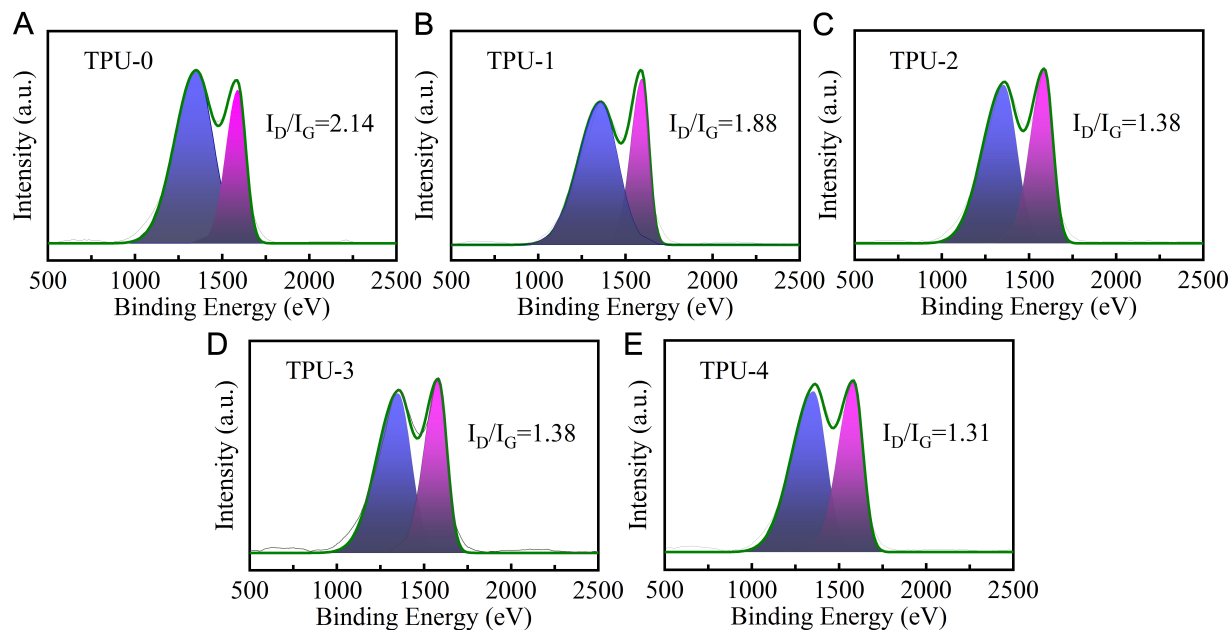 A
TPU-0
I_D/I_G=2.14
Intensity (a.u.)
500 1000 1500 2000 2500
Binding Energy (eV)
B
TPU-1
I_D/I_G=1.88
Intensity (a.u.)
500 1000 1500 2000 2500
Binding Energy (eV)
C
TPU-2
I_D/I_G=1.38
Intensity (a.u.)
500 1000 1500 2000 2500
Binding Energy (eV)
D
TPU-3
I_D/I_G=1.38
Intensity (a.u.)
500 1000 1500 2000 2500
Binding Energy (eV)
E
TPU-4
I_D/I_G=1.31
Intensity (a.u.)
500 1000 1500 2000 2500
Binding Energy (eV)